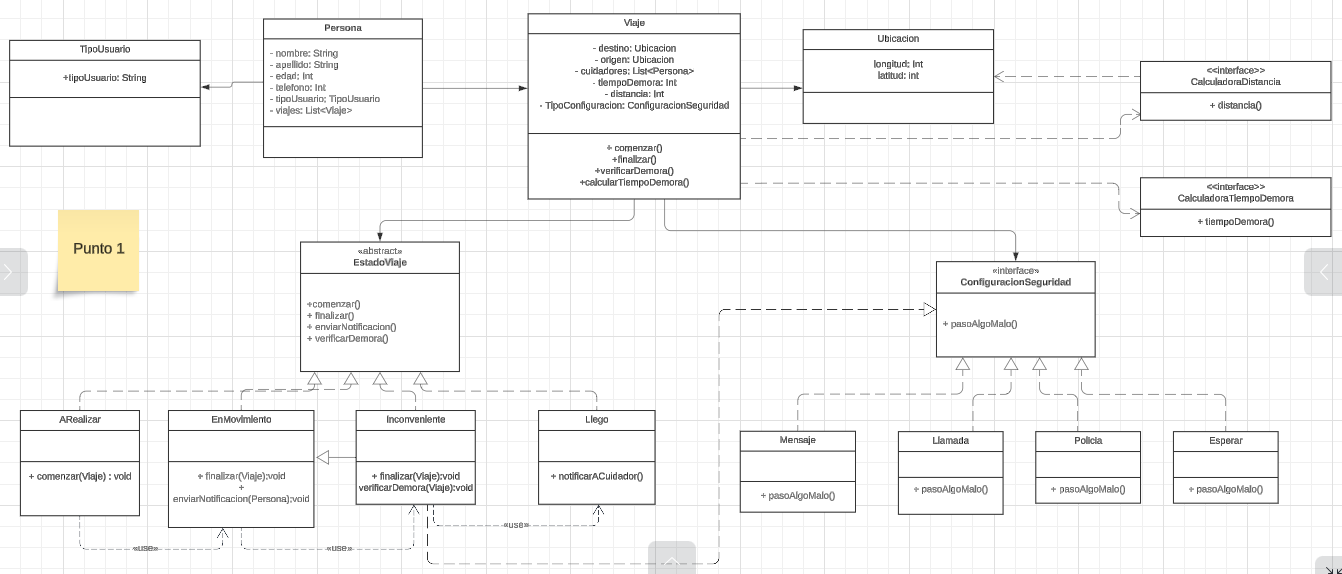 TipoUsuario
+tipoUsuario: String
Persona
- nombre: String
- apellido: String
- edad: Int
- telefono: Int
- tipoUsuario: TipoUsuario
- viajes: List<Viaje>
Viaje
- destino: Ubicacion
- origen: Ubicacion
- cuidadores: List<Persona>
- tiempoDemora: Int
- distancia: Int
- TipoConfiguracion: ConfiguracionSeguridad
+ comenzar()
+finalizar()
+verificarDemora()
+calcularTiempoDemora()
Ubicacion
longitud: Int
latitud: int
<<interface>>
CalculadoraDistancia
+ distancia()
<<interface>>
CalculadoraTiempoDemora
+ tiempoDemora()
Punto 1
«abstract»
EstadoViaje
+comenzar()
+ finalizar()
+ enviarNotificacion()
+ verificarDemora()
«interface»
ConfiguracionSeguridad
+ pasoAlgoMalo()
ARealizar
+ comenzar(Viaje) : void
EnMovimiento
+ finalizar(Viaje):void
+
enviarNotificacion(Persona):void
Inconveniente
+ finalizar(Viaje):void
verificarDemora(Viaje):void
Llego
+ notificarACuidador()
Mensaje
+ pasoAlgoMalo()
Llamada
+ pasoAlgoMalo()
Policia
+ pasoAlgoMalo()
Esperar
+ pasoAlgoMalo()
«use»
«use»
«use»